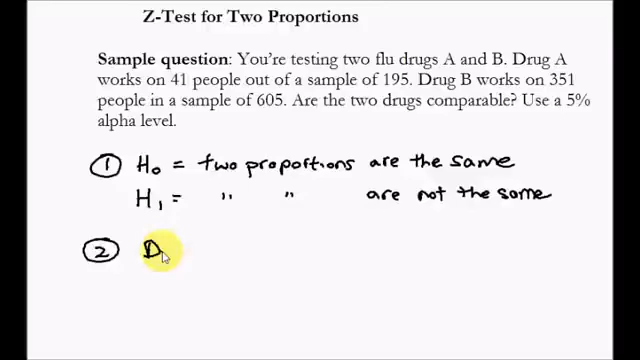 Z-Test for Two Proportions
Sample question: You're testing two flu drugs A and B. Drug A
works on 41 people out of a sample of 195. Drug B works on 351
people in a sample of 605. Are the two drugs comparable? Use a 5%
alpha level.
① H₀ = two proportions are the same
H₁ = " " are not the same
② D